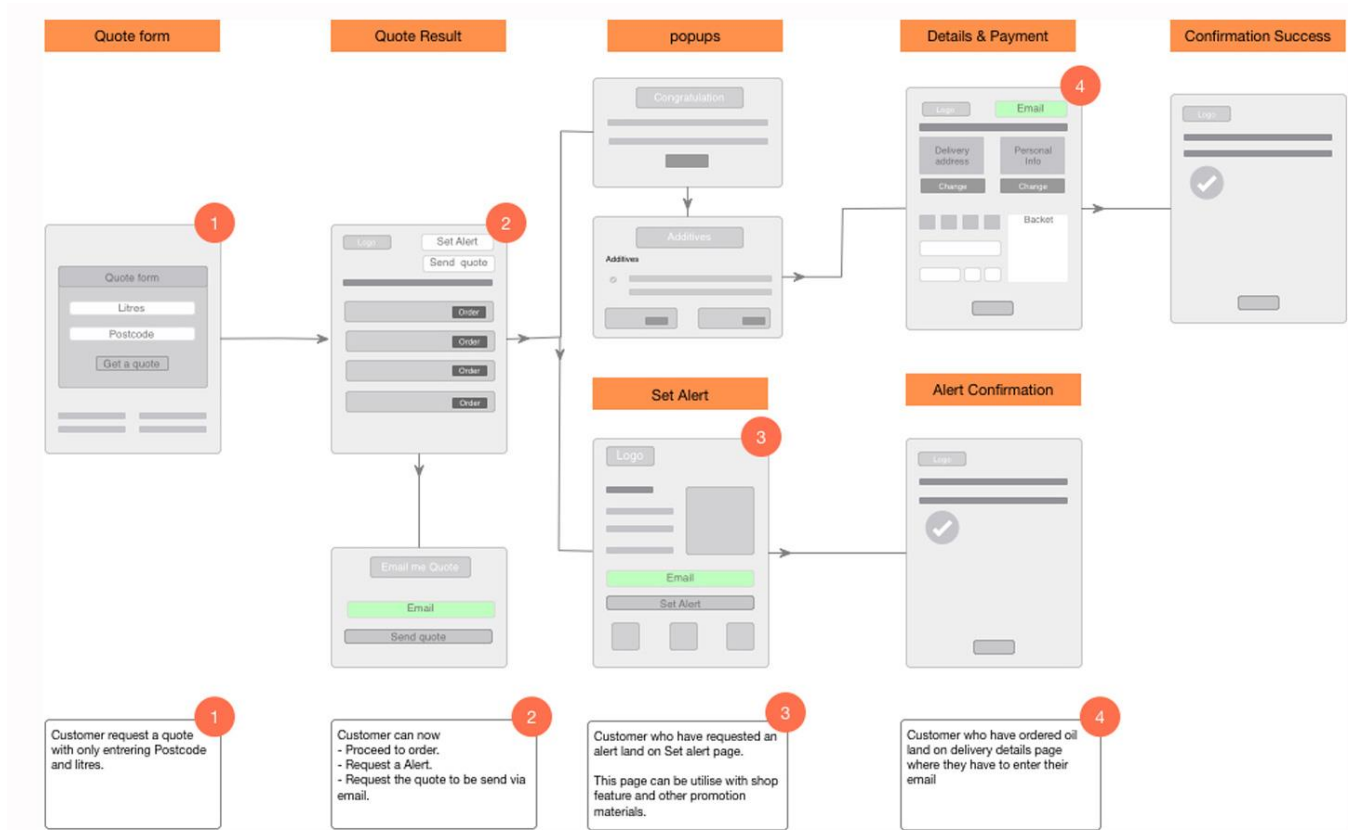 Quote form
Quote Result
popups
Details & Payment
Confirmation Success
1
Quote form
Litres
Postcode
Get a quote
2
Logo
Set Alert
Send quote
Order
Order
Order
Order
Email me Quote
Email
Send quote
Congratulation
Additives
Additives
4
Logo
Email
Delivery
address
Personal
Info
Change
Change
Backet
Logo
Set Alert
3
Logo
Email
Set Alert
Alert Confirmation
Logo
1
Customer request a quote
with only entrering Postcode
and litres.
2
Customer can now
- Proceed to order.
- Request a Alert.
- Request the quote to be send via
email.
3
Customer who have requested an
alert land on Set alert page.
This page can be utilise with shop
feature and other promotion
materials.
4
Customer who have ordered oil
land on delivery details page
where they have to enter their
email